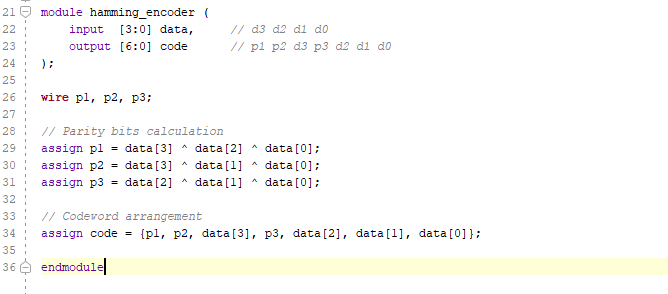 21 module hamming_encoder (
22     input  [3:0] data,     // d3 d2 d1 d0
23     output [6:0] code      // p1 p2 d3 p3 d2 d1 d0
24 );
25
26 wire p1, p2, p3;
27
28 // Parity bits calculation
29 assign p1 = data[3] ^ data[2] ^ data[0];
30 assign p2 = data[3] ^ data[1] ^ data[0];
31 assign p3 = data[2] ^ data[1] ^ data[0];
32
33 // Codeword arrangement
34 assign code = {p1, p2, data[3], p3, data[2], data[1], data[0]};
35
36 endmodule